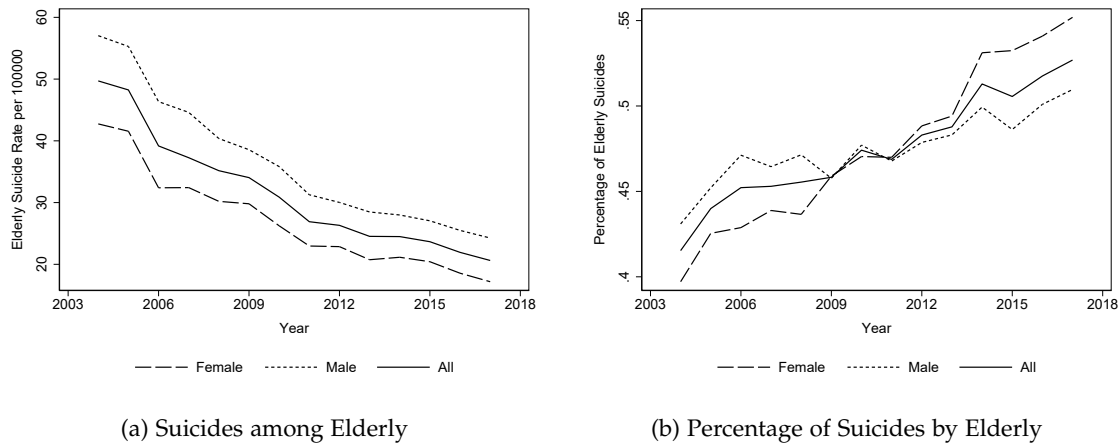 60
50
40
30
20
Elderly Suicide Rate per 100000
2003 2006 2009 2012 2015 2018
Year
Female Male All
(a) Suicides among Elderly
.55
.5
.45
.4
Percentage of Elderly Suicides
2003 2006 2009 2012 2015 2018
Year
Female Male All
(b) Percentage of Suicides by Elderly